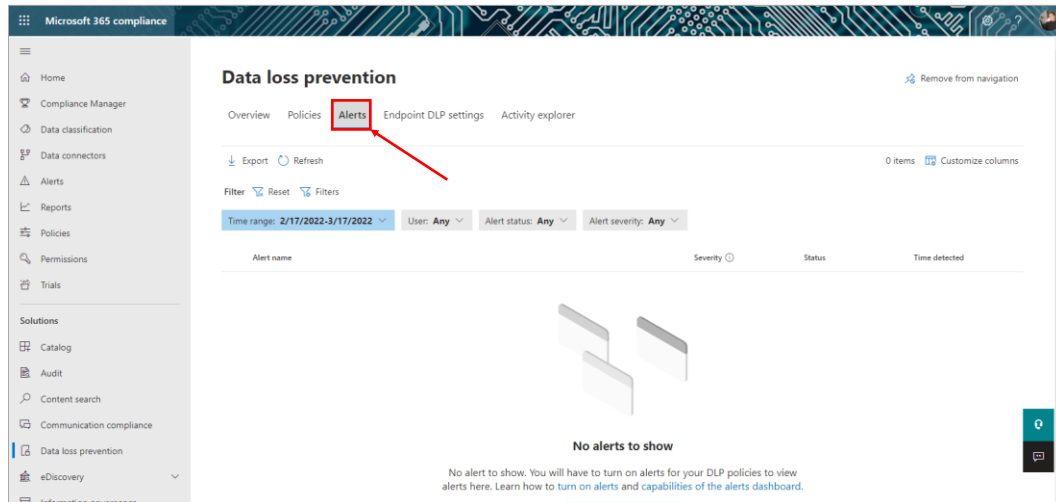 Microsoft 365 compliance
?
Home
Compliance Manager
Data classification
Data connectors
Alerts
Reports
Policies
Permissions
Trials
Solutions
Catalog
Audit
Content search
Communication compliance
Data loss prevention
eDiscovery
Information governance
Data loss prevention
Remove from navigation
Overview Policies Alerts Endpoint DLP settings Activity explorer
Export Refresh 0 items Customize columns
Filter Reset Filters
Time range: 2/17/2022-3/17/2022 User: Any Alert status: Any Alert severity: Any
Alert name Severity Status Time detected
No alerts to show
No alert to show. You will have to turn on alerts for your DLP policies to view
alerts here. Learn how to turn on alerts and capabilities of the alerts dashboard.